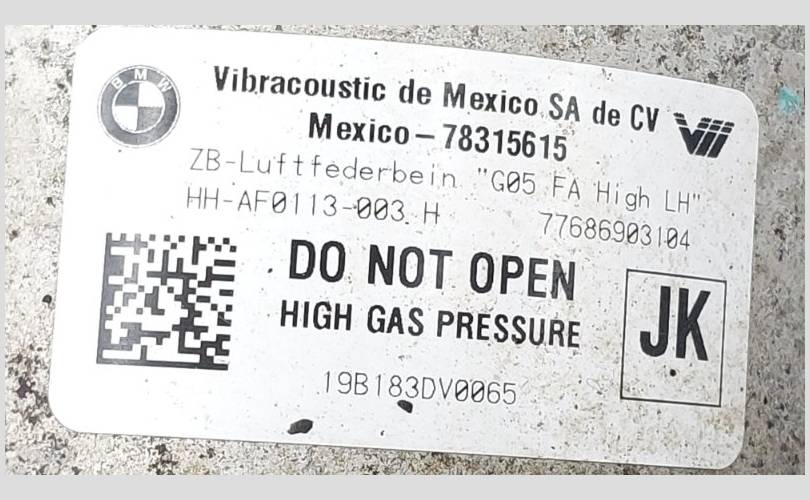 BMW
Vibracoustic de Mexico SA de CV
Mexico-78315615
ZB-Luftfederbein "G05 FA High LH"
HH-AF0113-003 H 77686903104
DO NOT OPEN
HIGH GAS PRESSURE
JK
19B183DV0065